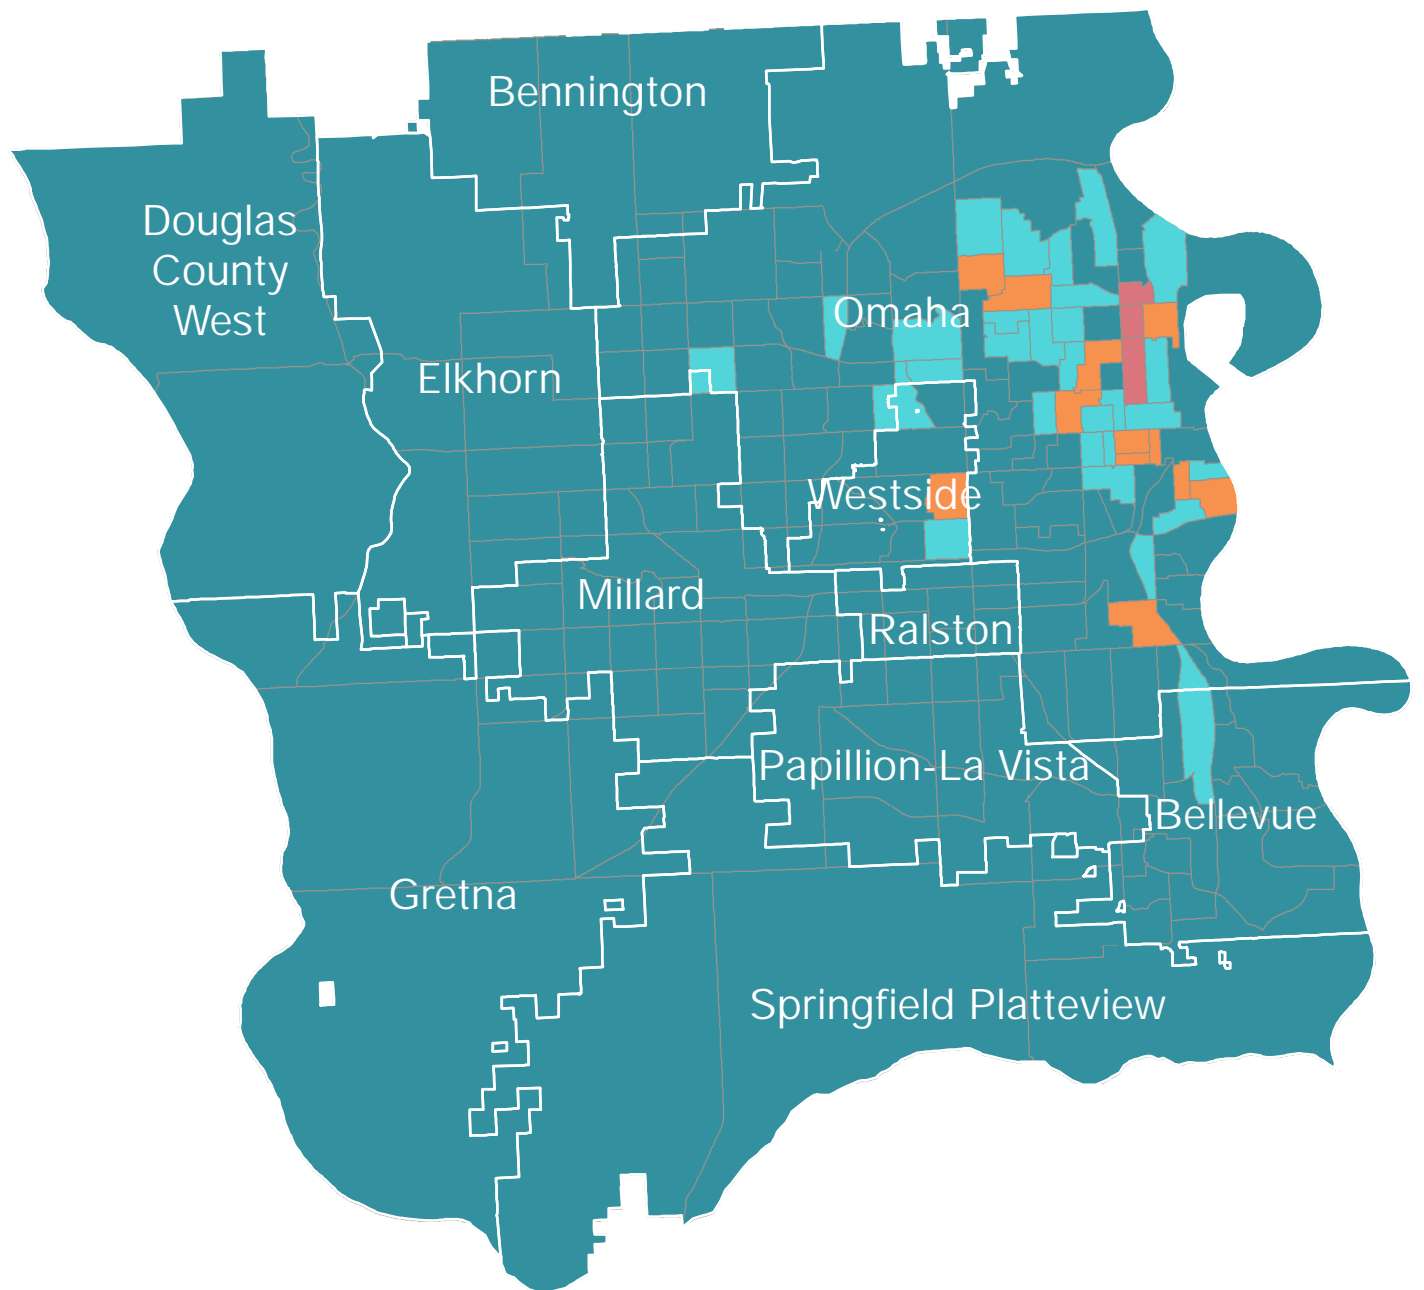 Bennington
Douglas
County
West
Omaha
Elkhorn
Westside
Millard
Ralston
Papillion-La Vista
Bellevue
Gretna
Springfield Platteview